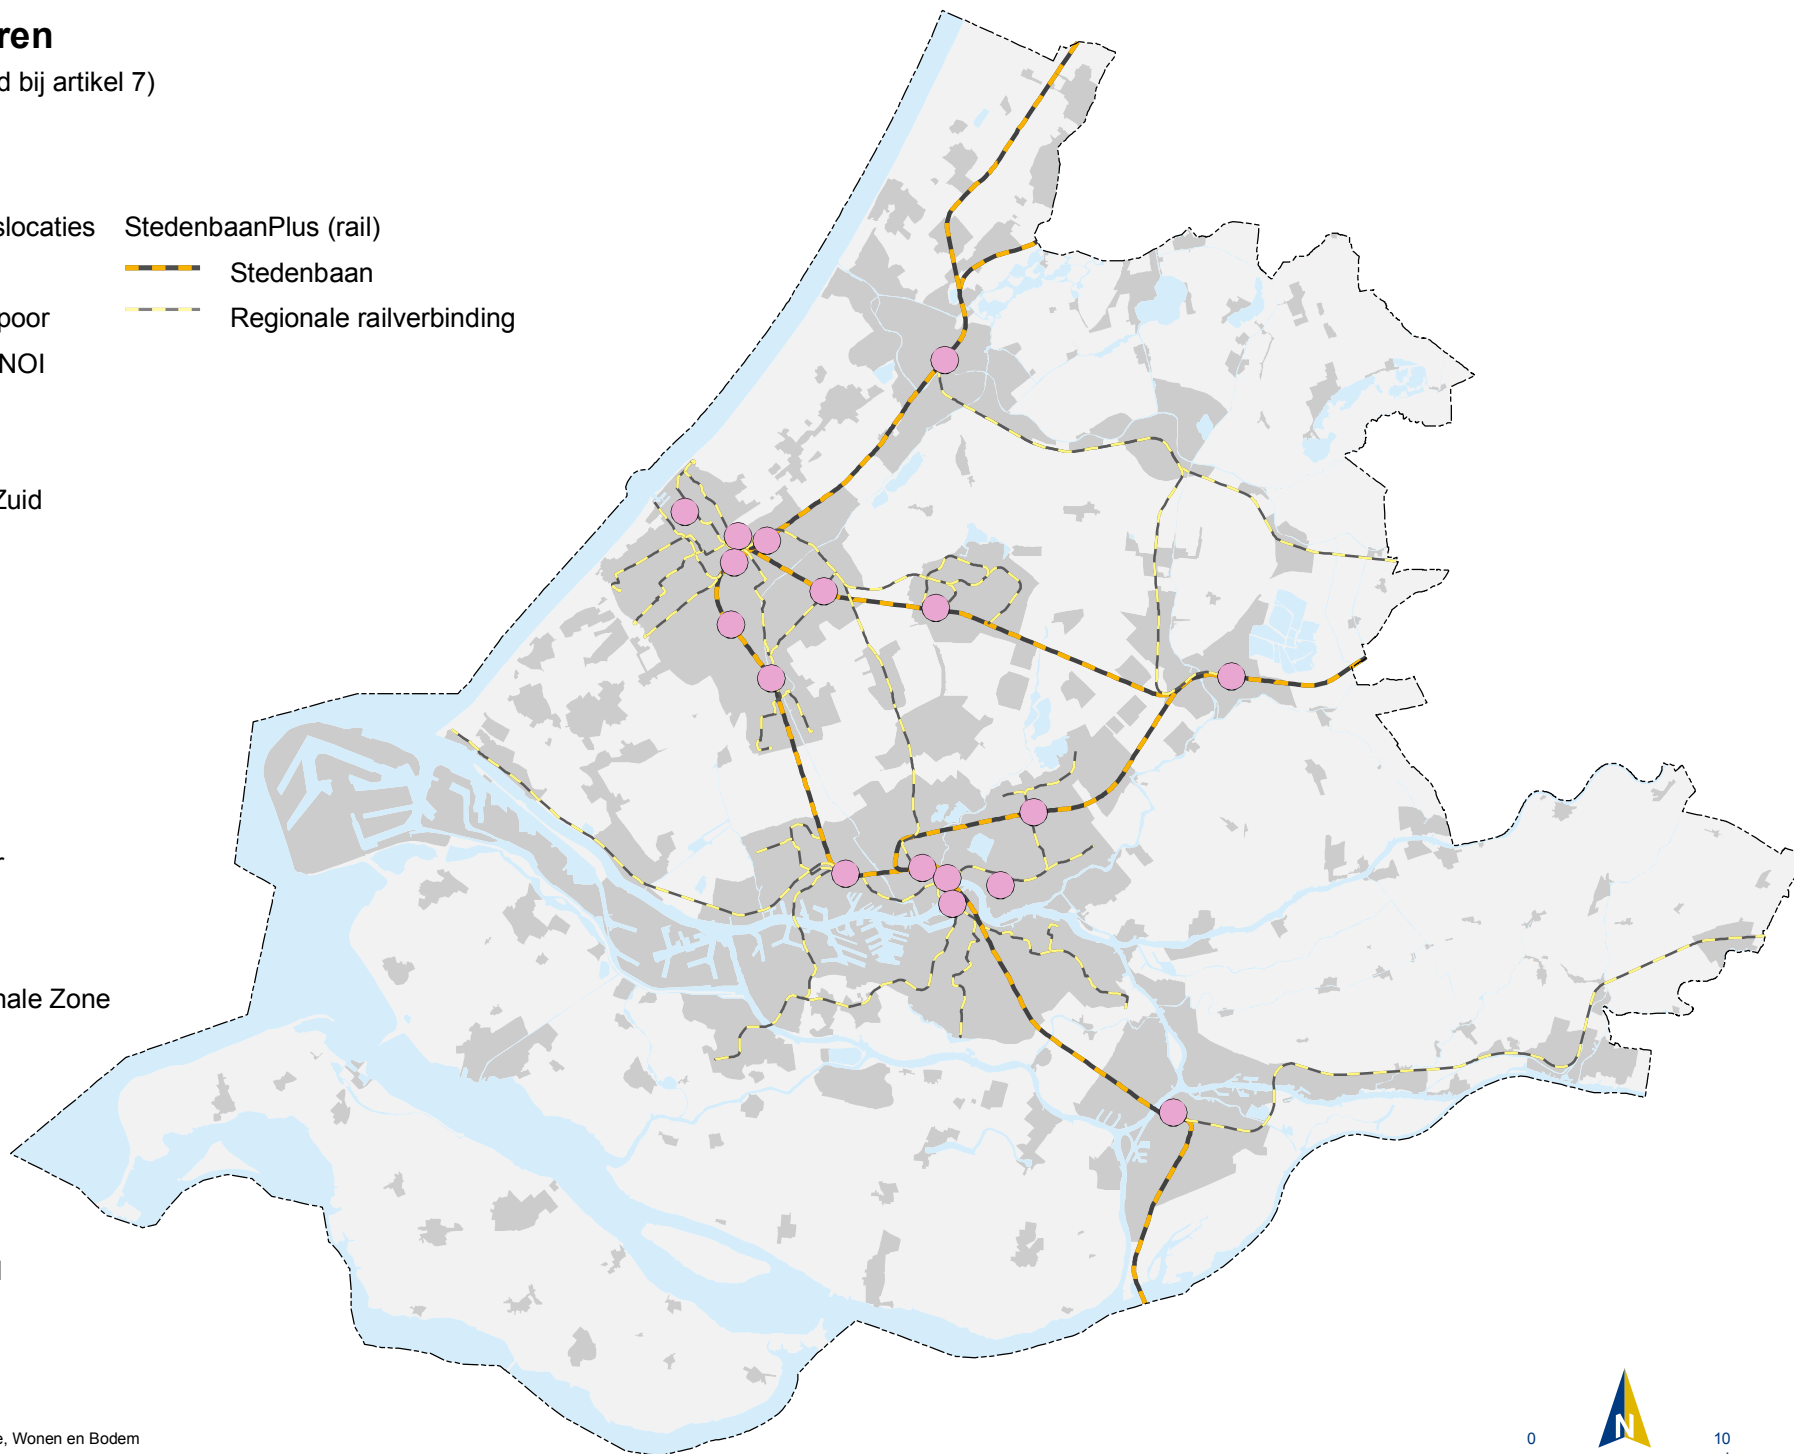 ren
d bij artikel 7)
slocaties StedenbaanPlus (rail)
Stedenbaan
poor
Regionale railverbinding
NOI
Zuid
r
nale Zone
l
e, Wonen en Bodem
0 N 10